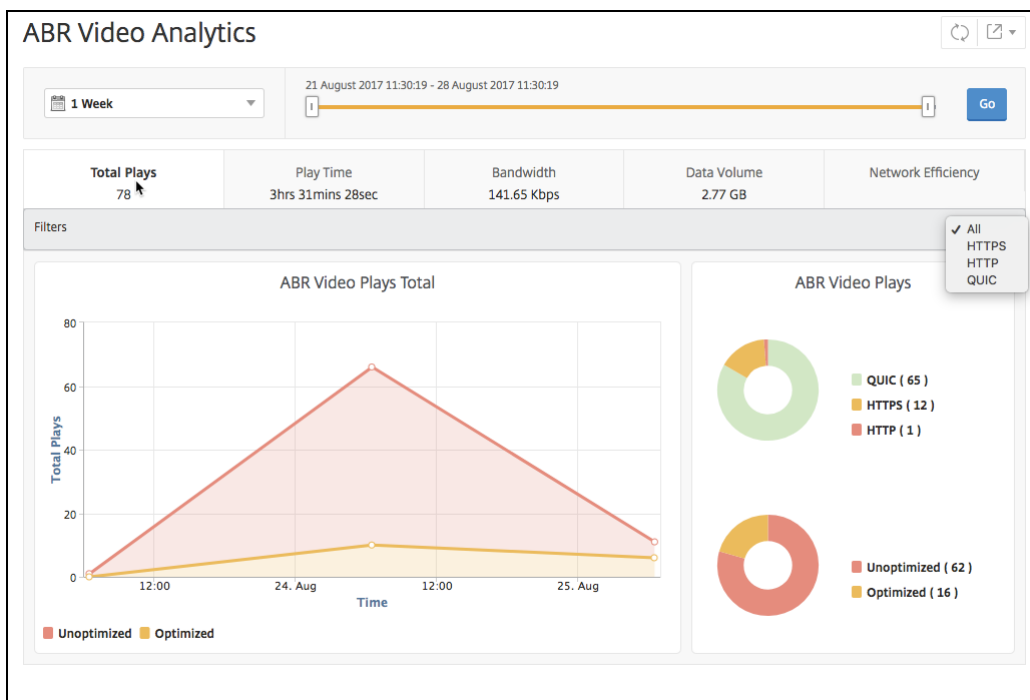 ABR Video Analytics
21 August 2017 11:30:19 - 28 August 2017 11:30:19
1 Week
Go
Total Plays
78
Play Time
3hrs 31mins 28sec
Bandwidth
141.65 Kbps
Data Volume
2.77 GB
Network Efficiency
Filters
✓ All
HTTPS
HTTP
QUIC
ABR Video Plays Total
80
60
40
20
0
Total Plays
12:00
24. Aug
12:00
25. Aug
Time
Unoptimized Optimized
ABR Video Plays
QUIC ( 65 )
HTTPS ( 12 )
HTTP ( 1 )
Unoptimized ( 62 )
Optimized ( 16 )